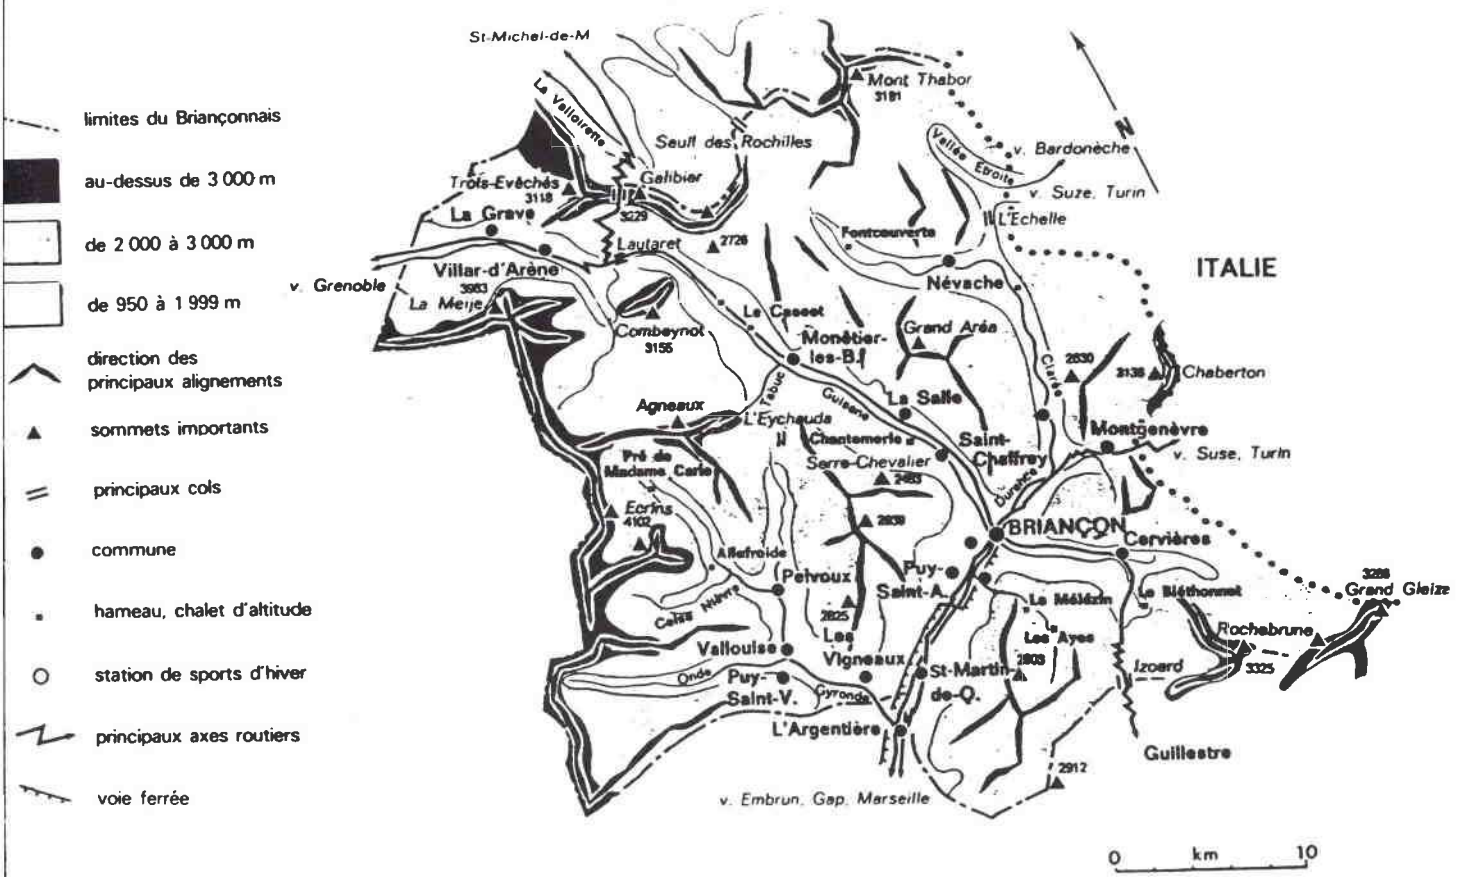 limites du Briançonnais
au-dessus de 3 000 m
de 2 000 à 3 000 m
de 950 à 1 999 m
direction des
principaux alignements
sommets importants
principaux cols
commune
hameau, chalet d'altitude
station de sports d'hiver
principaux axes routiers
voie ferrée
St-Michel-de-M
La Valloirette
Mont Thabor
3181
N
Seuil des Rochilles
Vallée Etroite
v. Bardonèche
Trois-Evêchés
3118
Galibier
3229
v. Suze, Turin
La Grave
L'Echelle
Lautaret
2726
Fontcouverte
ITALIE
Villar-d'Arène
v. Grenoble
La Meije
3983
Névache
Combeynot
3155
Le Casset
Monêtier-
les-B.
Grand Aréa
2630
3136
Chaberton
Clarée
Tabuc
Guisane
La Salle
Agneaux
L'Eychauda
Montgenèvre
Chantemerle
Saint-
Chaffrey
v. Suse, Turin
Pré de
Madame Carle
Serre-Chevalier
2483
Durance
Ecrins
4102
2939
BRIANÇON
Cervières
Ailefroide
Pelvoux
Puy-
Saint-A.
2825
Le Mélézin
Le Bléthonnet
3286
Grand Gleize
Celse Nière
Les
Vigneaux
Les Ayes
Rochebrune
3325
Vallouise
2803
Izoard
Onde
Puy-
Saint-V.
Gyronde
St-Martin-
de-Q.
L'Argentière
Guillestre
2912
v. Embrun, Gap, Marseille
0 km 10